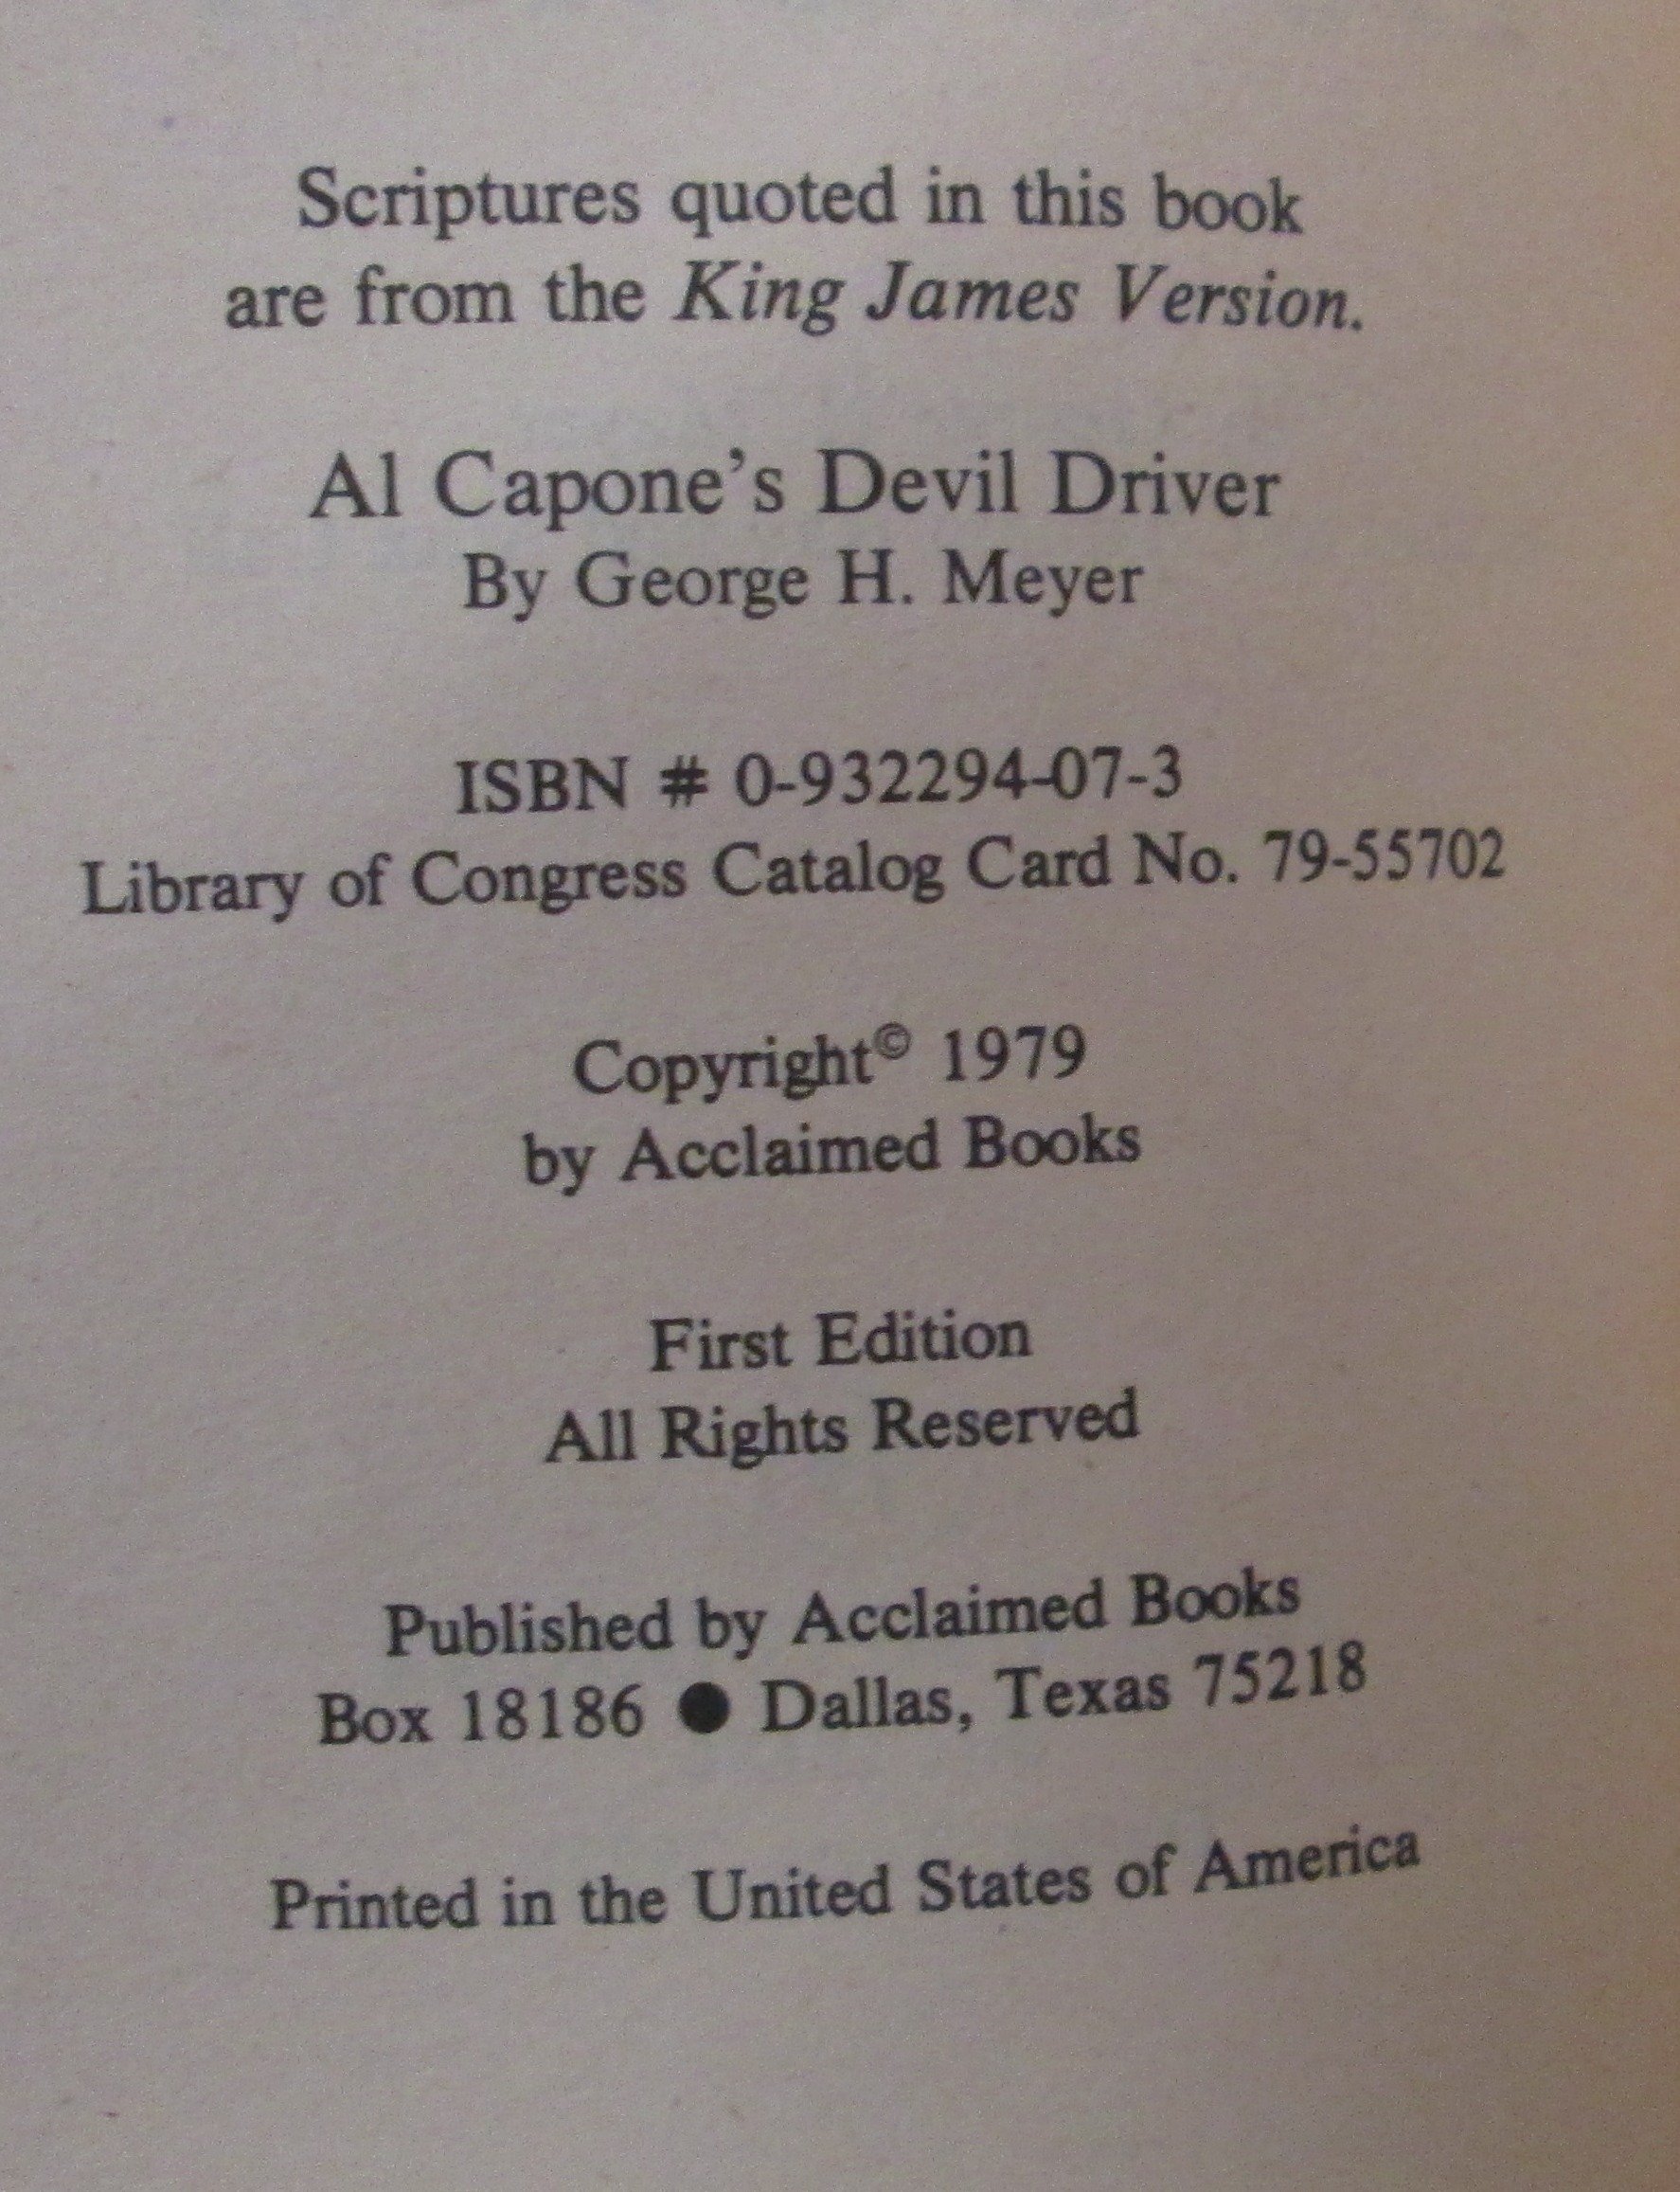 Scriptures quoted in this book
are from the King James Version.
Al Capone’s Devil Driver
By George H. Meyer
ISBN # 0-932294-07-3
Library of Congress Catalog Card No. 79-55702
Copyright© 1979
by Acclaimed Books
First Edition
All Rights Reserved
Published by Acclaimed Books
Box 18186 ● Dallas, Texas 75218
Printed in the United States of America